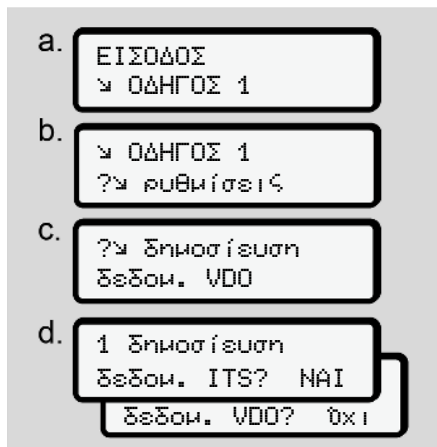 a.
ΕΙΣΟΔΟΣ
↘ ΟΔΗΓΟΣ 1
b.
↘ ΟΔΗΓΟΣ 1
?↘ ρυθμίσεις
c.
?↘ δημοσίευση
δεδομ. VDO
d.
1 δημοσίευση
δεδομ. ITS? ΝΑΙ
δεδομ. VDO? όχι